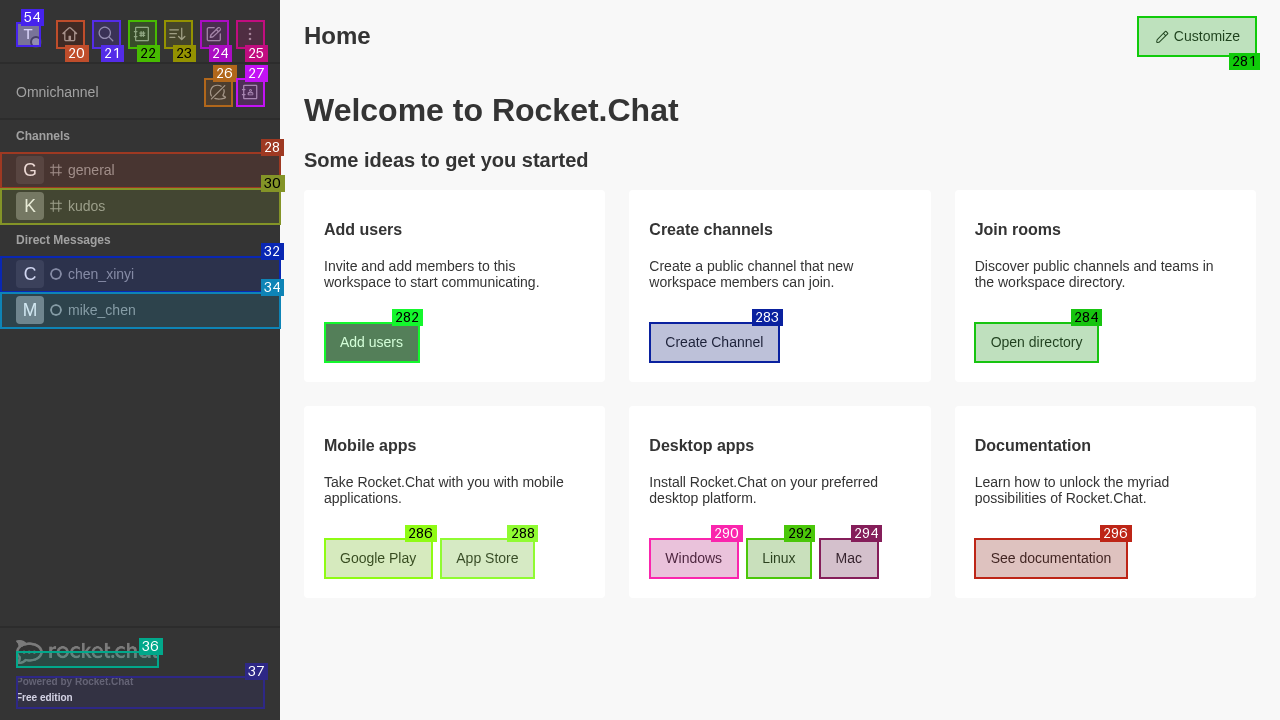 54
T
20
21
22
23
24
25
Omnichannel
26
27
Channels
28
G general
30
K kudos
Direct Messages
32
C chen_xinyi
34
M mike_chen
rocket.chat
36
37
Powered by Rocket.Chat
Free edition
Home
Customize
281
Welcome to Rocket.Chat
Some ideas to get you started
Add users
Invite and add members to this
workspace to start communicating.
282
Add users
Create channels
Create a public channel that new
workspace members can join.
283
Create Channel
Join rooms
Discover public channels and teams in
the workspace directory.
284
Open directory
Mobile apps
Take Rocket.Chat with you with mobile
applications.
286
288
Google Play
App Store
Desktop apps
Install Rocket.Chat on your preferred
desktop platform.
290
292
294
Windows
Linux
Mac
Documentation
Learn how to unlock the myriad
possibilities of Rocket.Chat.
296
See documentation